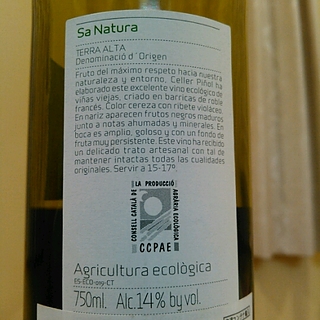 Sa Natura
TERRA ALTA
Denominació d´Origen
Fruto del máximo respeto hacia nuestra
naturaleza y entorno, Celler Piñol ha
elaborado este excelente vino ecológico de
viñas viejas, criado en barricas de roble
francés. Color cereza con ribete violáceo.
En nariz aparecen frutos negros maduros
junto a notas ahumadas y minerales. En
boca es amplio, goloso y con un fondo de
fruta muy persistente. Este vino ha recibido
un delicado trato artesanal con tal de
mantener intactas todas las cualidades
originales. Servir a 15-17º.
CONSELL CATALÀ DE
LA PRODUCCIÓ
AGRÀRIA ECOLÒGICA
CCPAE
Agricultura ecològica
ES-ECO-019-CT
750ml. Alc.14% by vol.